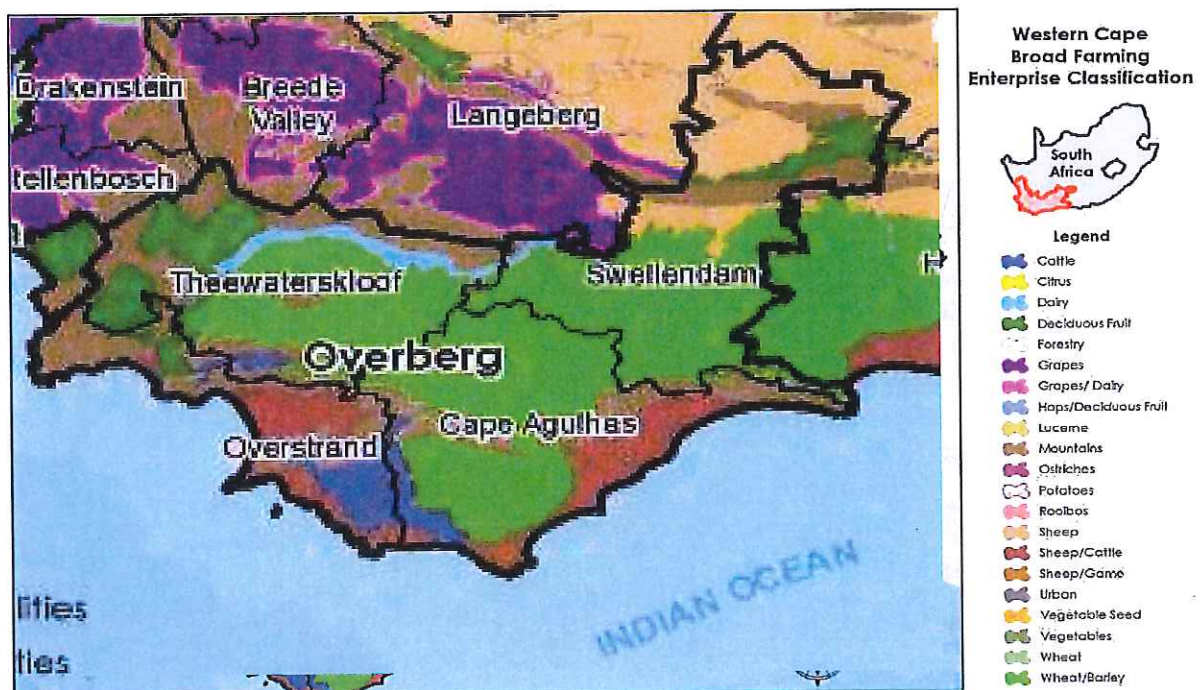 Drakenstein
Breede
Valley
Langeberg
tellenbosch
Theewaterskloof
Swellendam
H
Overberg
Overstrand
Cape Agulhas
INDIAN OCEAN
lities
ties
Western Cape
Broad Farming
Enterprise Classification
South
Africa
Legend
Cattle
Citrus
Dairy
Deciduous Fruit
Forestry
Grapes
Grapes/ Dairy
Hops/Deciduous Fruit
Lucerne
Mountains
Ostriches
Potatoes
Rooibos
Sheep
Sheep/Cattle
Sheep/Game
Urban
Vegetable Seed
Vegetables
Wheat
Wheat/Barley